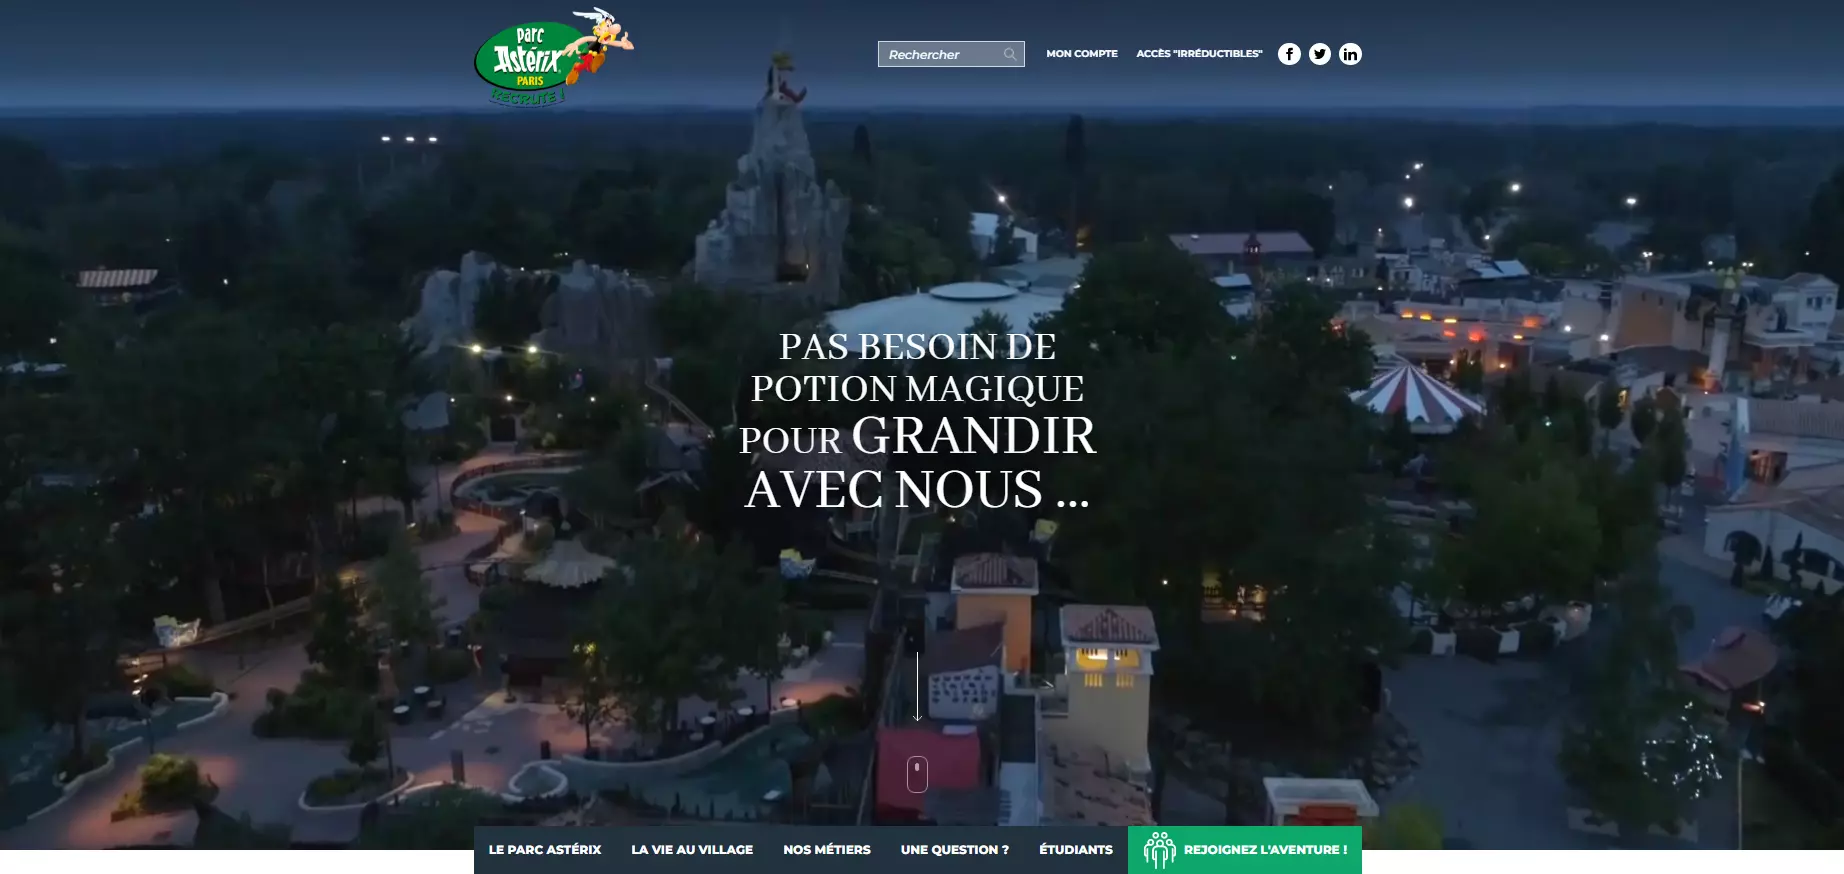 Parc
Astérix
PARIS
RECRUTE !
Rechercher
MON COMPTE
ACCÈS "IRRÉDUCTIBLES"
PAS BESOIN DE
POTION MAGIQUE
POUR GRANDIR
AVEC NOUS ...
LE PARC ASTÉRIX
LA VIE AU VILLAGE
NOS MÉTIERS
UNE QUESTION ?
ÉTUDIANTS
REJOIGNEZ L'AVENTURE !